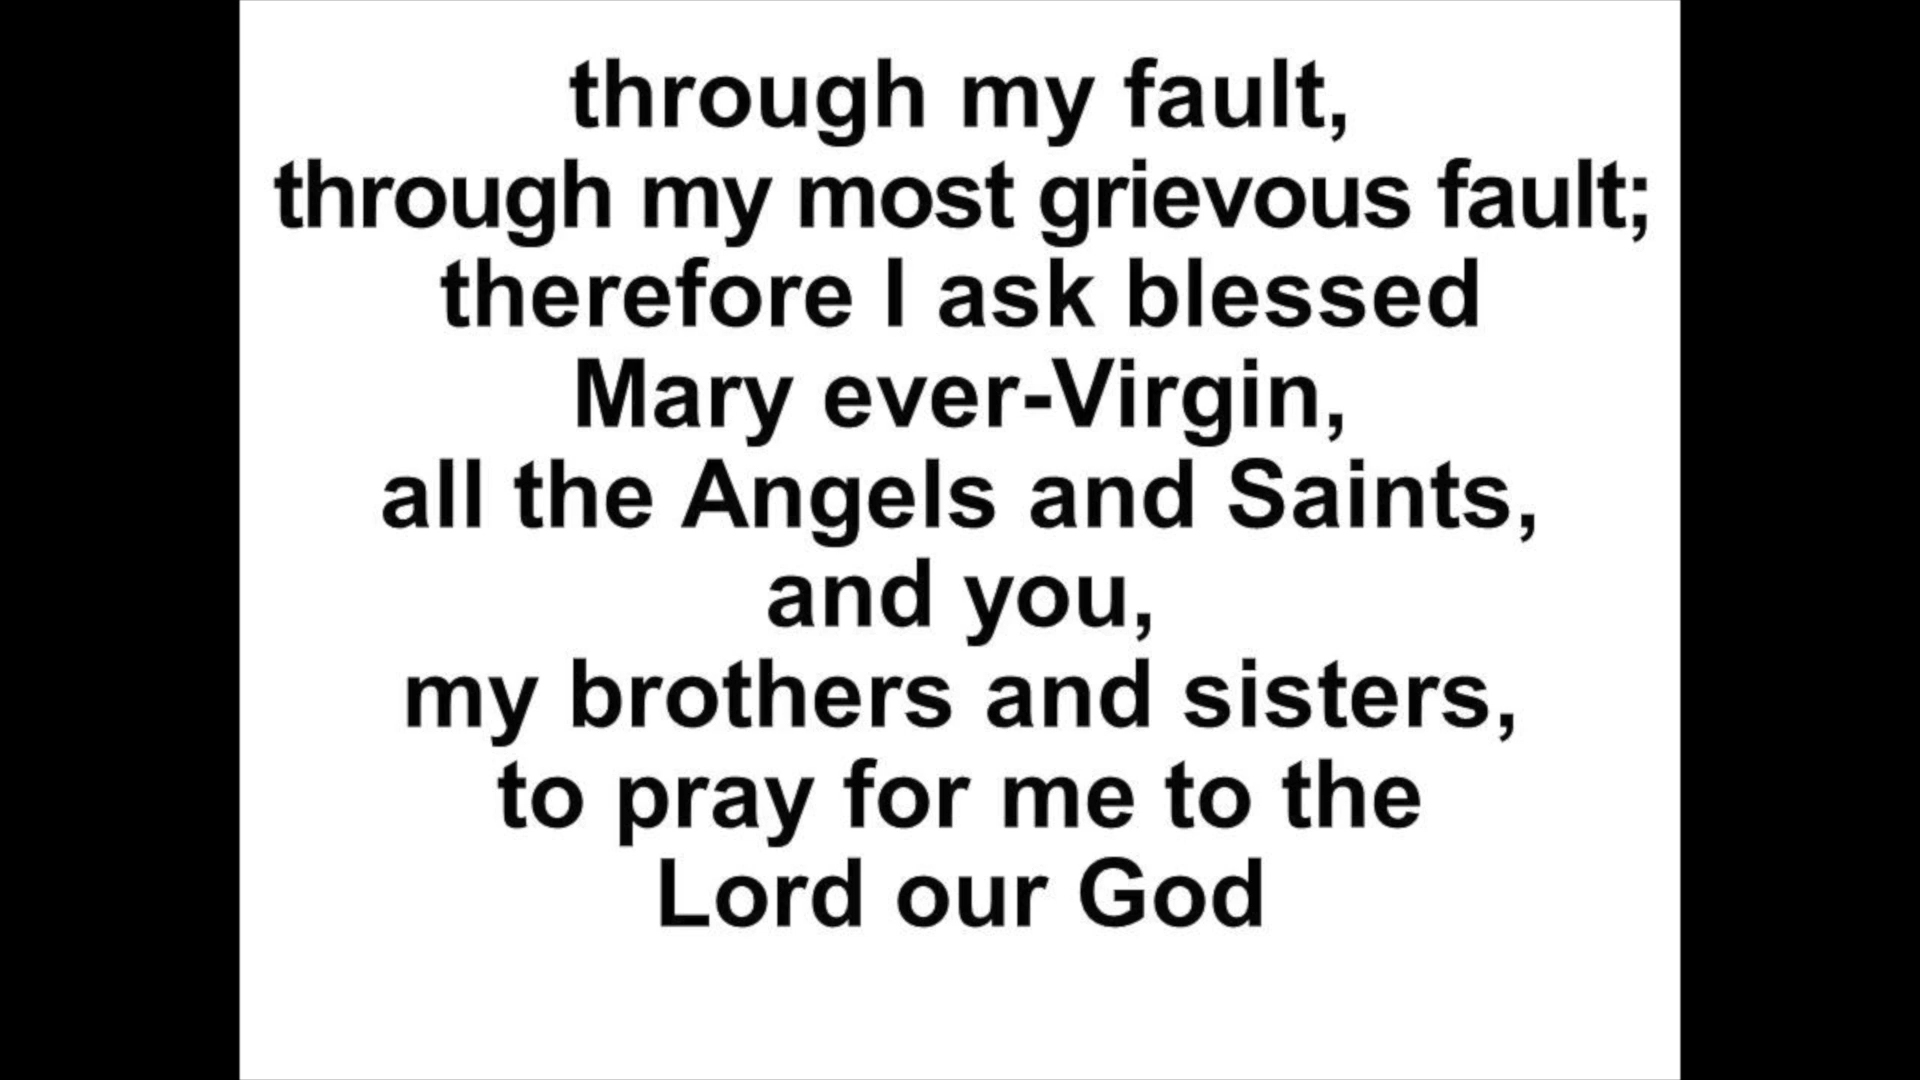 through my fault,
through my most grievous fault;
therefore I ask blessed
Mary ever-Virgin,
all the Angels and Saints,
and you,
my brothers and sisters,
to pray for me to the
Lord our God